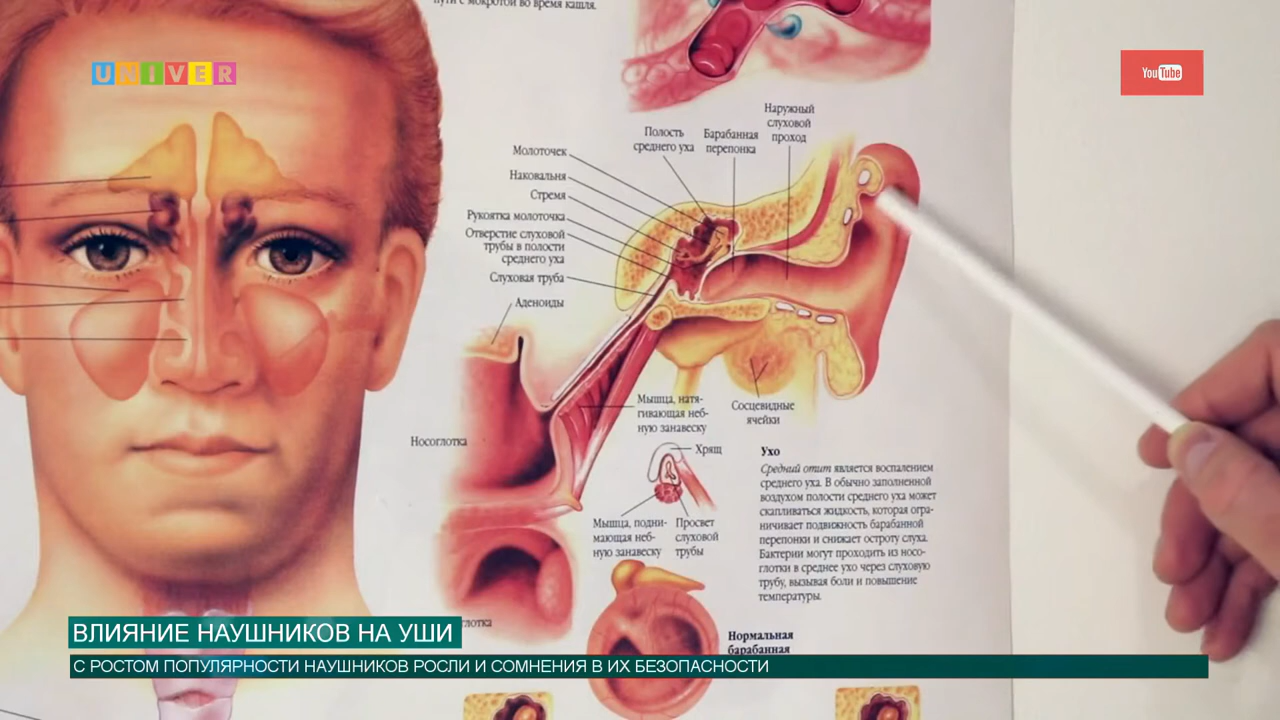 пути с мокротой во время кашля.
UNIVER
YouTube
Наружный
слуховой
проход
Полость
среднего уха
Барабанная
перепонка
Молоточек
Наковальня
Стремя
Рукоятка молоточка
Отверстие слуховой
трубы в полости
среднего уха
Слуховая труба
Аденоиды
Мышца, натя-
гивающая неб-
ную занавеску
Сосцевидные
ячейки
Носоглотка
Хрящ
Мышца, подни-
мающая неб-
ную занавеску
Просвет
слуховой
трубы
Ухо
Средний отит является воспалением
среднего уха. В обычно заполненной
воздухом полости среднего уха может
скапливаться жидкость, которая огра-
ничивает подвижность барабанной
перепонки и снижает остроту слуха.
Бактерии могут проходить из носо-
глотки в среднее ухо через слуховую
трубу, вызывая боли и повышение
температуры.
Нормальная
барабанная
ВЛИЯНИЕ НАУШНИКОВ НА УШИ
С РОСТОМ ПОПУЛЯРНОСТИ НАУШНИКОВ РОСЛИ И СОМНЕНИЯ В ИХ БЕЗОПАСНОСТИ